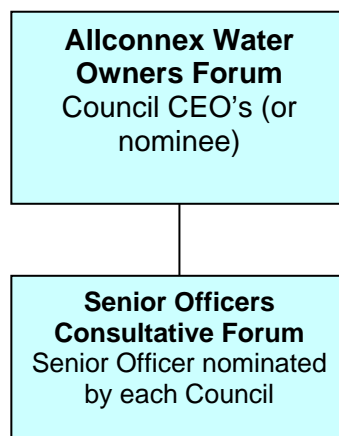 Allconnex Water
Owners Forum
Council CEO's (or
nominee)
Senior Officers
Consultative Forum
Senior Officer nominated
by each Council